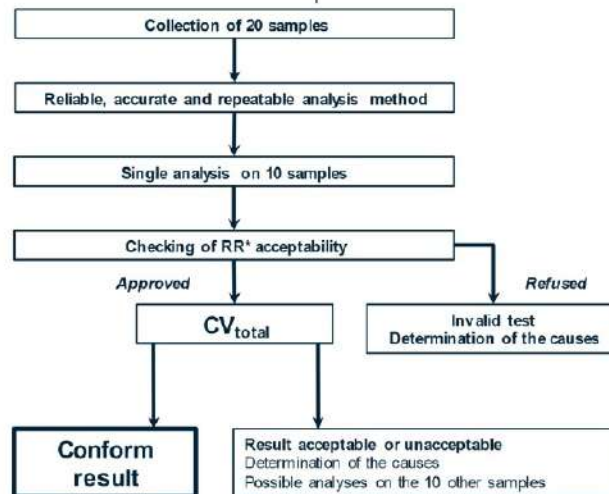 Collection of 20 samples
Reliable, accurate and repeatable analysis method
Single analysis on 10 samples
Checking of RR* acceptability
Approved
Refused
CVtotal
Invalid test
Determination of the causes
Conform
result
Result acceptable or unacceptable
Determination of the causes
Possible analyses on the 10 other samples